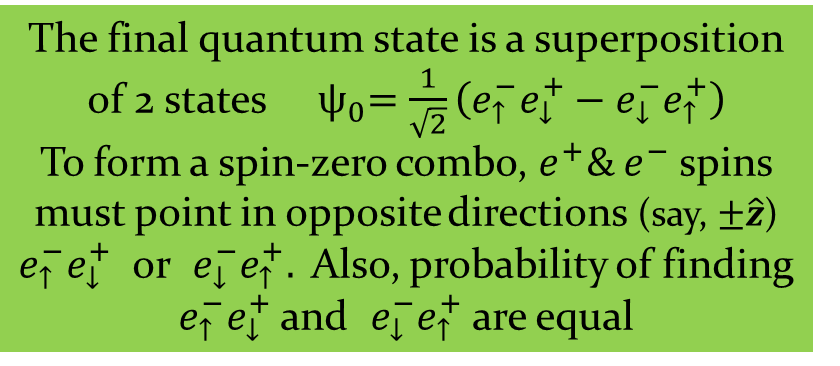 The final quantum state is a superposition
of 2 states ψ₀= 1/√2 (e↑⁻ e↓⁺ − e↓⁻ e↑⁺)
To form a spin-zero combo, e⁺& e⁻ spins
must point in opposite directions (say, ±ẑ)
e↑⁻ e↓⁺ or e↓⁻ e↑⁺. Also, probability of finding
e↑⁻ e↓⁺ and e↓⁻ e↑⁺ are equal